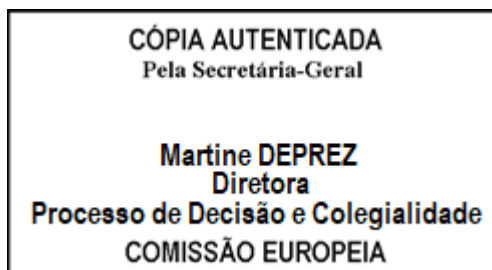 CÓPIA AUTENTICADA
Pela Secretária-Geral
Martine DEPREZ
Diretora
Processo de Decisão e Colegialidade
COMISSÃO EUROPEIA